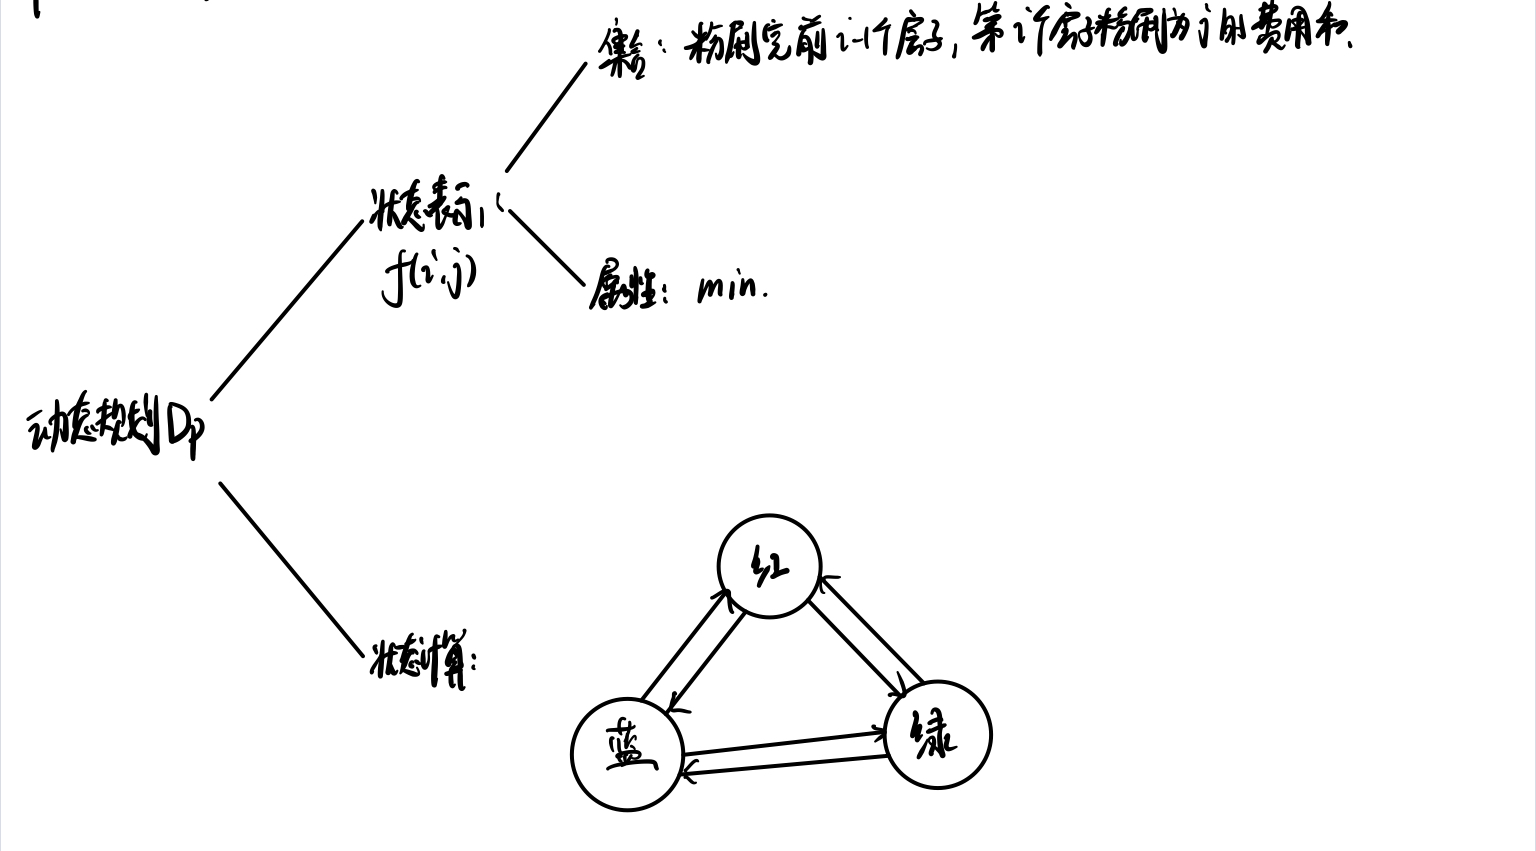 集合：粉刷完前i-1个房子，第i个房子粉刷为j的费用和.
状态表示，
f(i,j)
属性：min.
动态规划Dp
状态计算：
红
蓝
绿